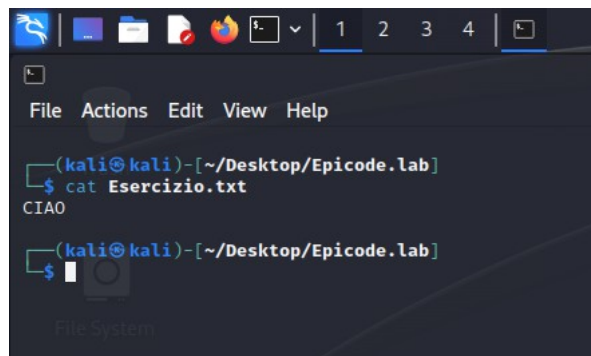 1 2 3 4
File Actions Edit View Help
(kali㉿kali)-[~/Desktop/Epicode.lab]
$ cat Esercizio.txt
CIAO
(kali㉿kali)-[~/Desktop/Epicode.lab]
$
File System